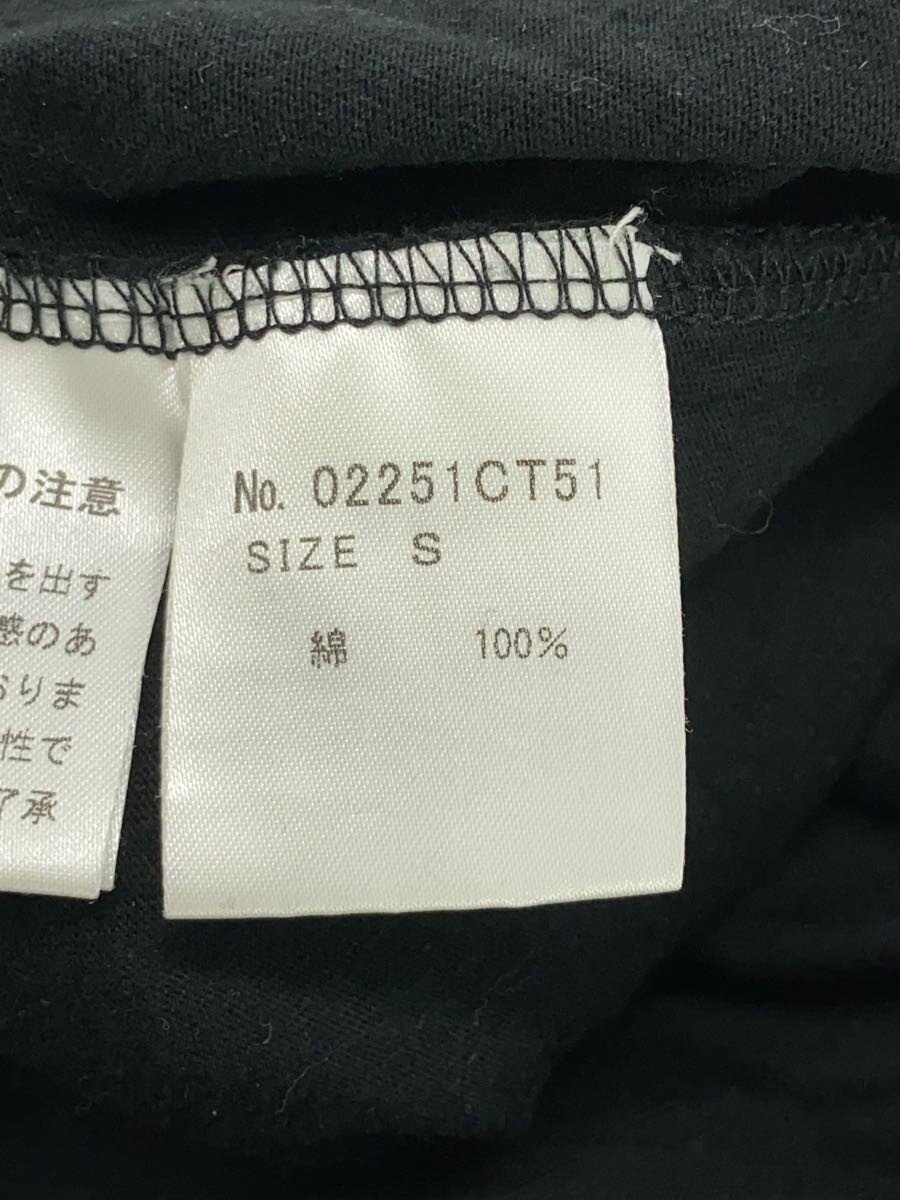 の注意
を出す
感のあ
おりま
性で
了承
No. 02251CT51
SIZE S
綿 100%